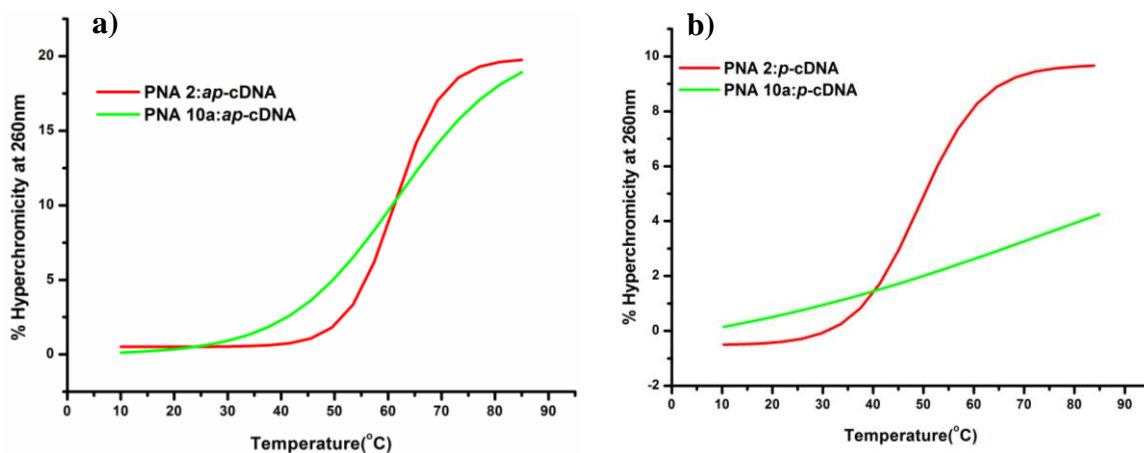 a)
% Hyperchromicity at 260nm
20
15
10
5
0
PNA 2:ap-cDNA
PNA 10a:ap-cDNA
0 10 20 30 40 50 60 70 80 90
Temperature(°C)
b)
% Hyperchromicity at 260nm
10
8
6
4
2
0
-2
PNA 2:p-cDNA
PNA 10a:p-cDNA
0 10 20 30 40 50 60 70 80 90
Temperature(°C)